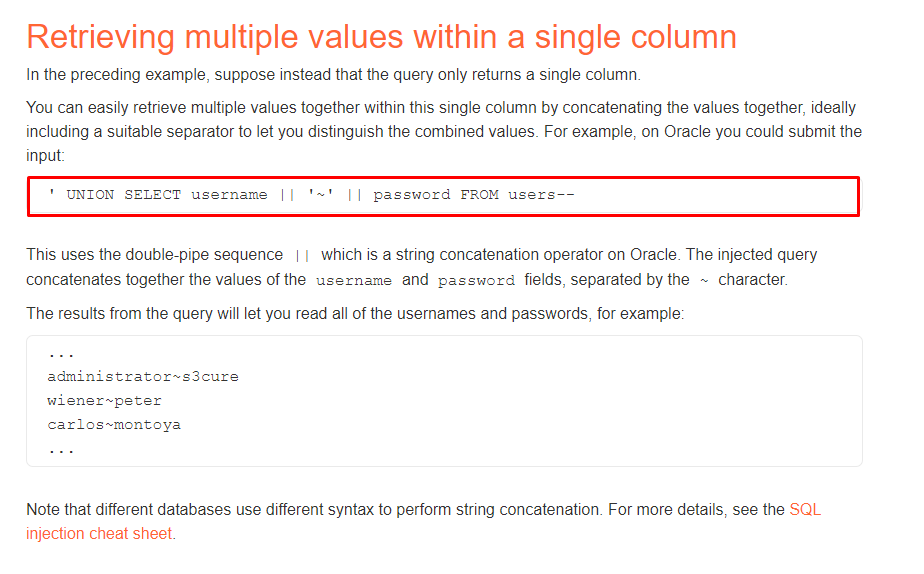 Retrieving multiple values within a single column
In the preceding example, suppose instead that the query only returns a single column.
You can easily retrieve multiple values together within this single column by concatenating the values together, ideally
including a suitable separator to let you distinguish the combined values. For example, on Oracle you could submit the
input:
' UNION SELECT username || '~' || password FROM users--
This uses the double-pipe sequence || which is a string concatenation operator on Oracle. The injected query
concatenates together the values of the username and password fields, separated by the ~ character.
The results from the query will let you read all of the usernames and passwords, for example:
...
administrator~s3cure
wiener~peter
carlos~montoya
...
Note that different databases use different syntax to perform string concatenation. For more details, see the SQL
injection cheat sheet.